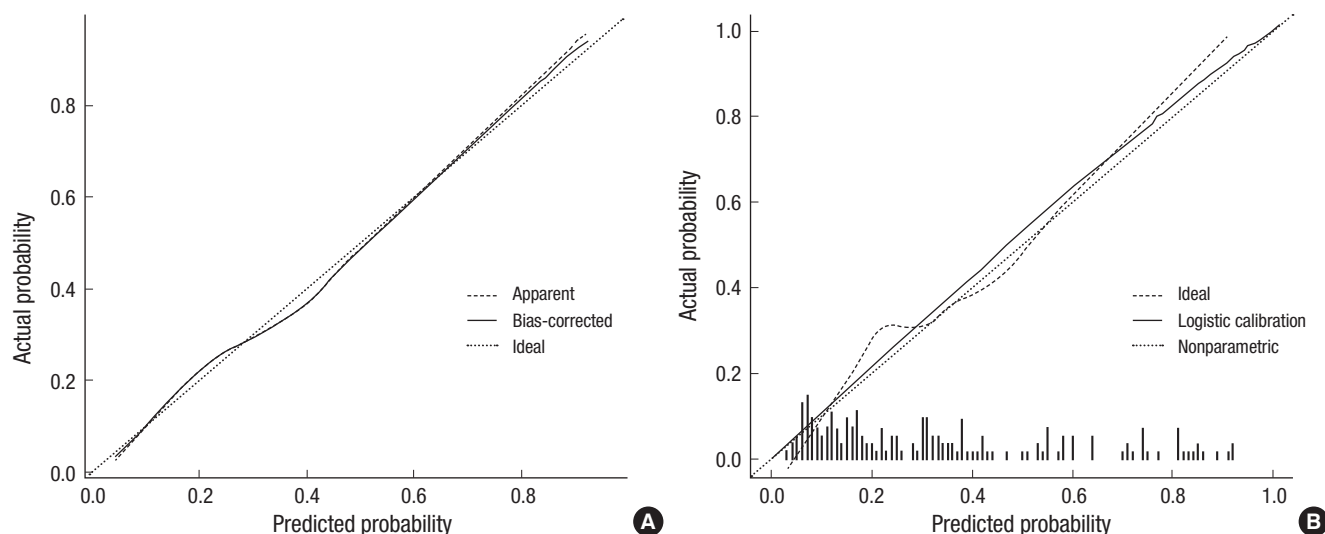 0.8
0.6
0.4
0.2
0.0
Actual probability
Apparent
Bias-corrected
Ideal
0.0 0.2 0.4 0.6 0.8
Predicted probability
A
1.0
0.8
0.6
0.4
0.2
0.0
Actual probability
Ideal
Logistic calibration
Nonparametric
0.0 0.2 0.4 0.6 0.8 1.0
Predicted probability
B